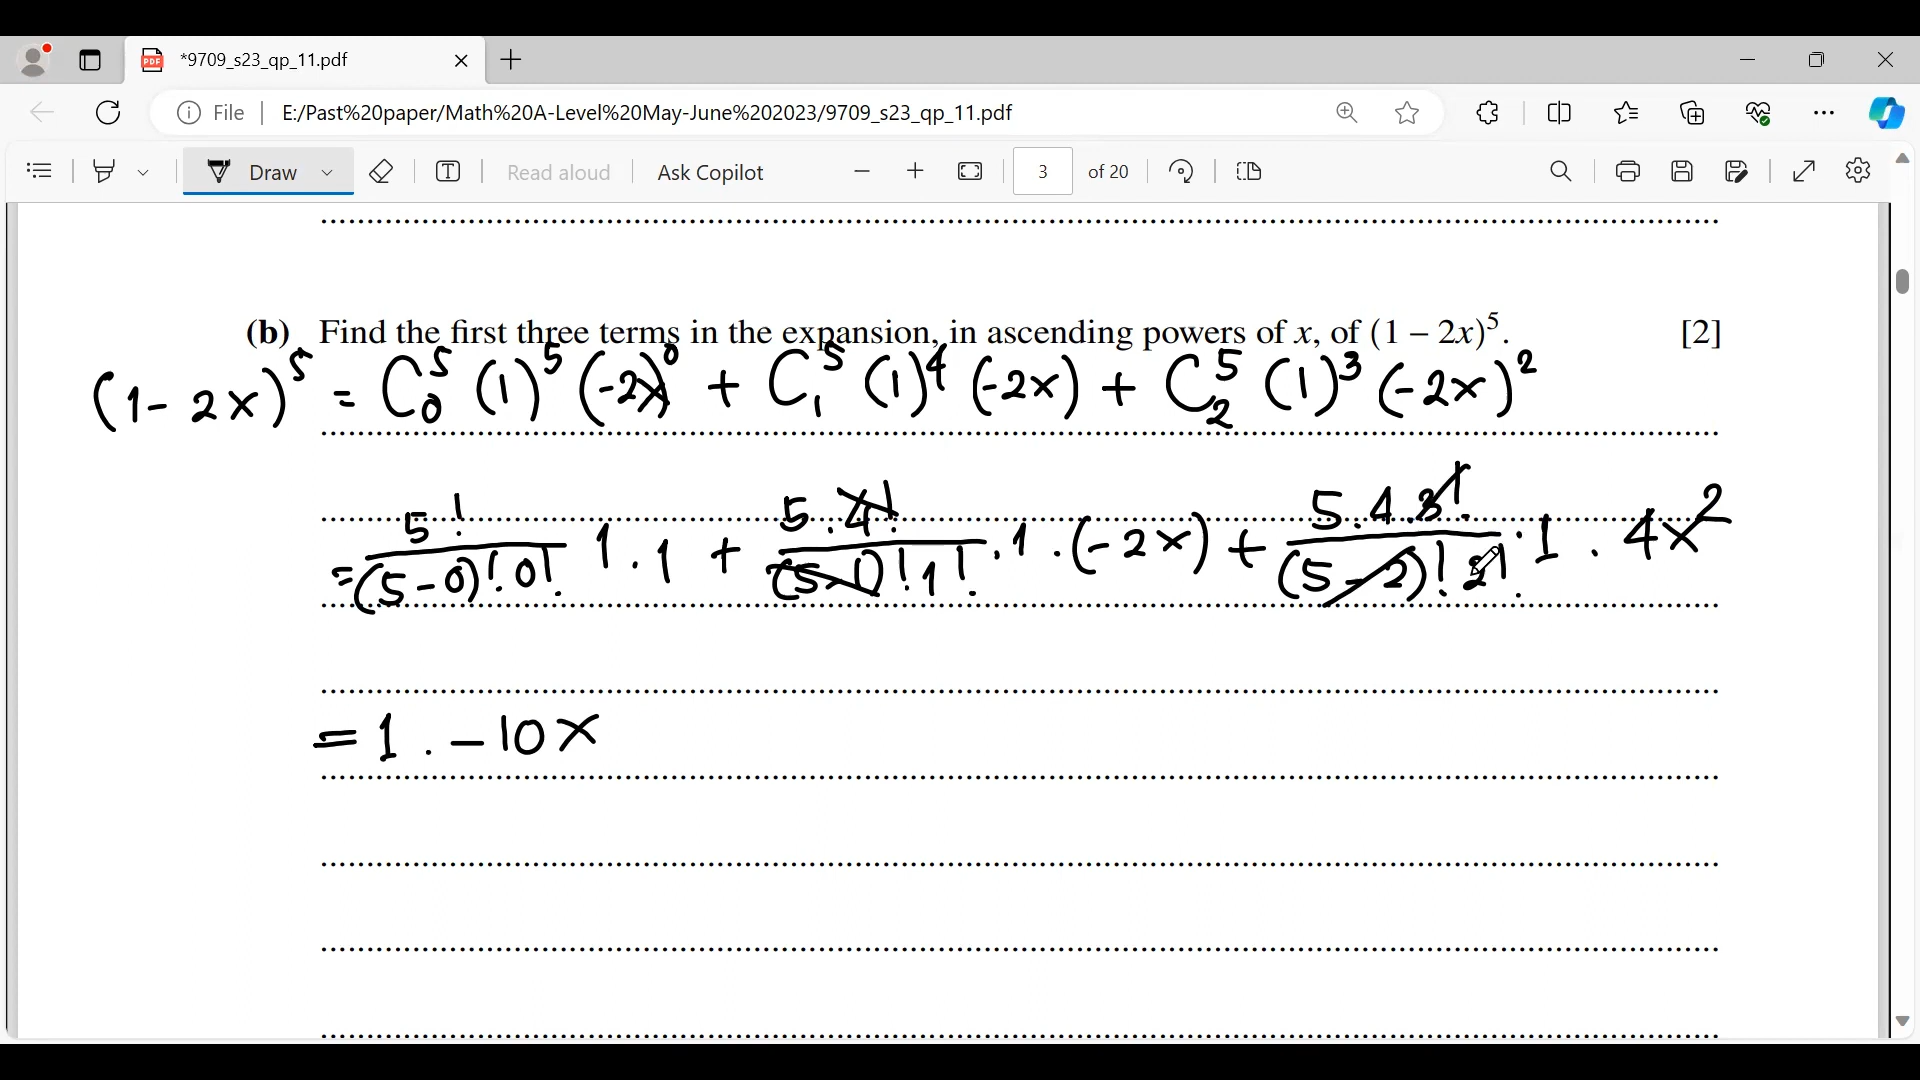 *9709_s23_qp_11.pdf
File | E:/Past%20paper/Math%20A-Level%20May-June%202023/9709_s23_qp_11.pdf
Draw Read aloud Ask Copilot 3 of 20
(b) Find the first three terms in the expansion, in ascending powers of x, of (1 – 2x)⁵. [2]
(1 - 2x)⁵ = C₀⁵ (1)⁵ (-2x)⁰ + C₁⁵ (1)⁴ (-2x) + C₂⁵ (1)³ (-2x)²
= 5!/((5-0)! 0!) 1 . 1 + 5.4!/((5-1)! 1!) . 1 . (-2x) + 5.4.3!/((5-2)! 2!) . 1 . 4x²
= 1 . - 10x